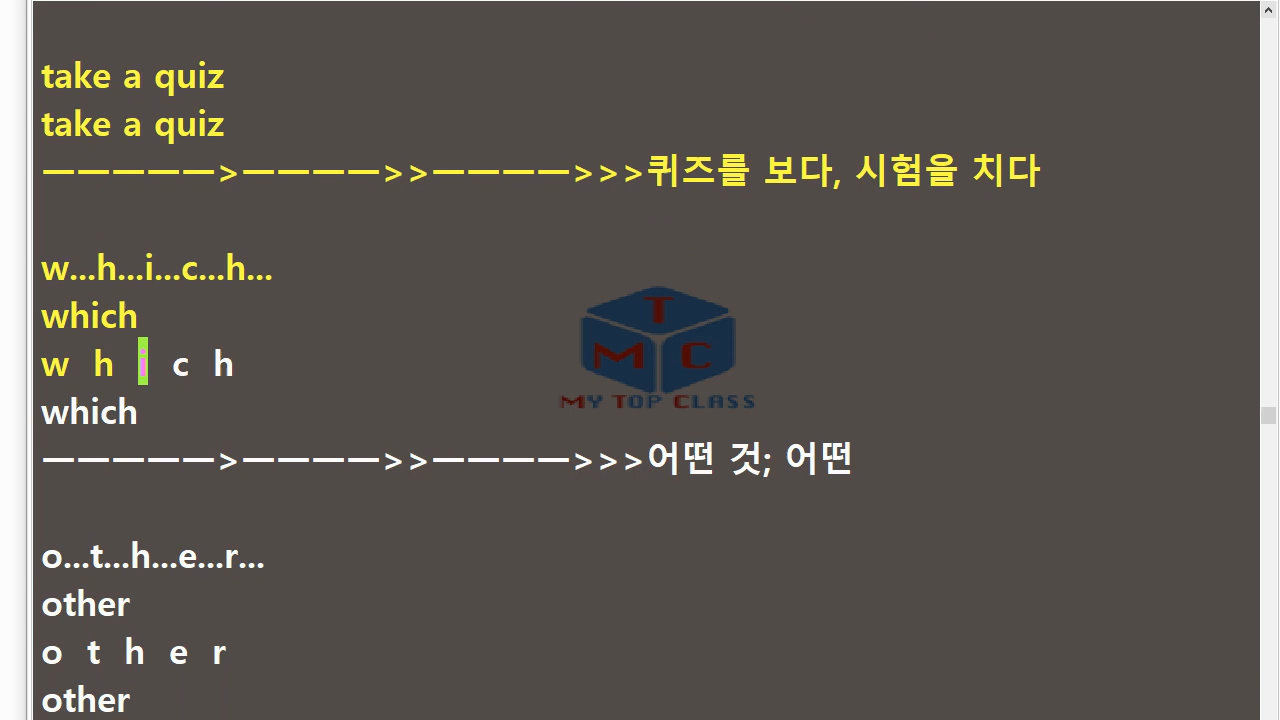 take a quiz
take a quiz
ㅡㅡㅡㅡㅡ>ㅡㅡㅡㅡ>>ㅡㅡㅡㅡ>>>퀴즈를 보다, 시험을 치다
w...h...i...c...h...
which
w h i c h
which
ㅡㅡㅡㅡㅡ>ㅡㅡㅡㅡ>>ㅡㅡㅡㅡ>>>어떤 것; 어떤
T
M C
MY TOP CLASS
o...t...h...e...r...
other
o t h e r
other